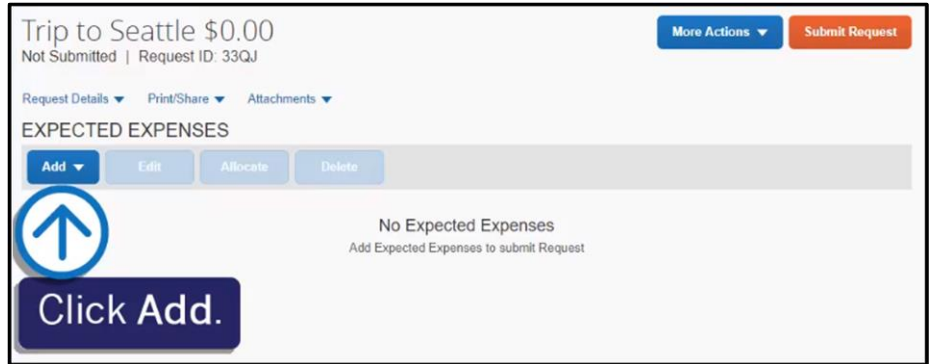 Trip to Seattle $0.00
More Actions
Submit Request
Not Submitted | Request ID: 33QJ
Request Details Print/Share Attachments
EXPECTED EXPENSES
Add Edit Allocate Delete
No Expected Expenses
Add Expected Expenses to submit Request
Click Add.